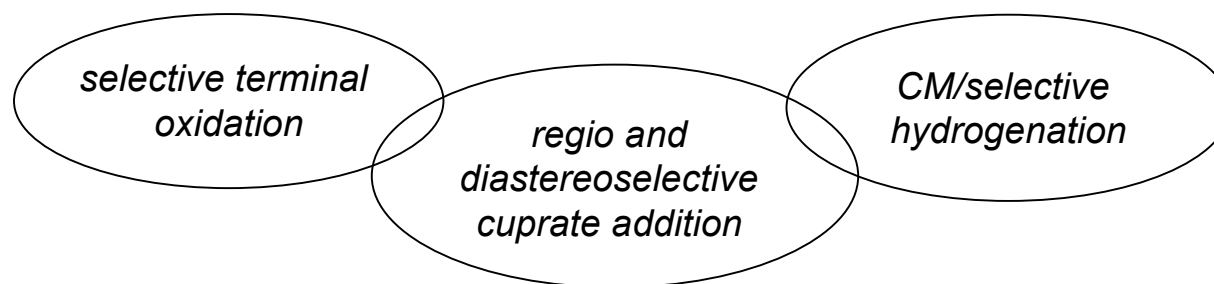 selective terminal
oxidation
regio and
diastereoselective
cuprate addition
CM/selective
hydrogenation